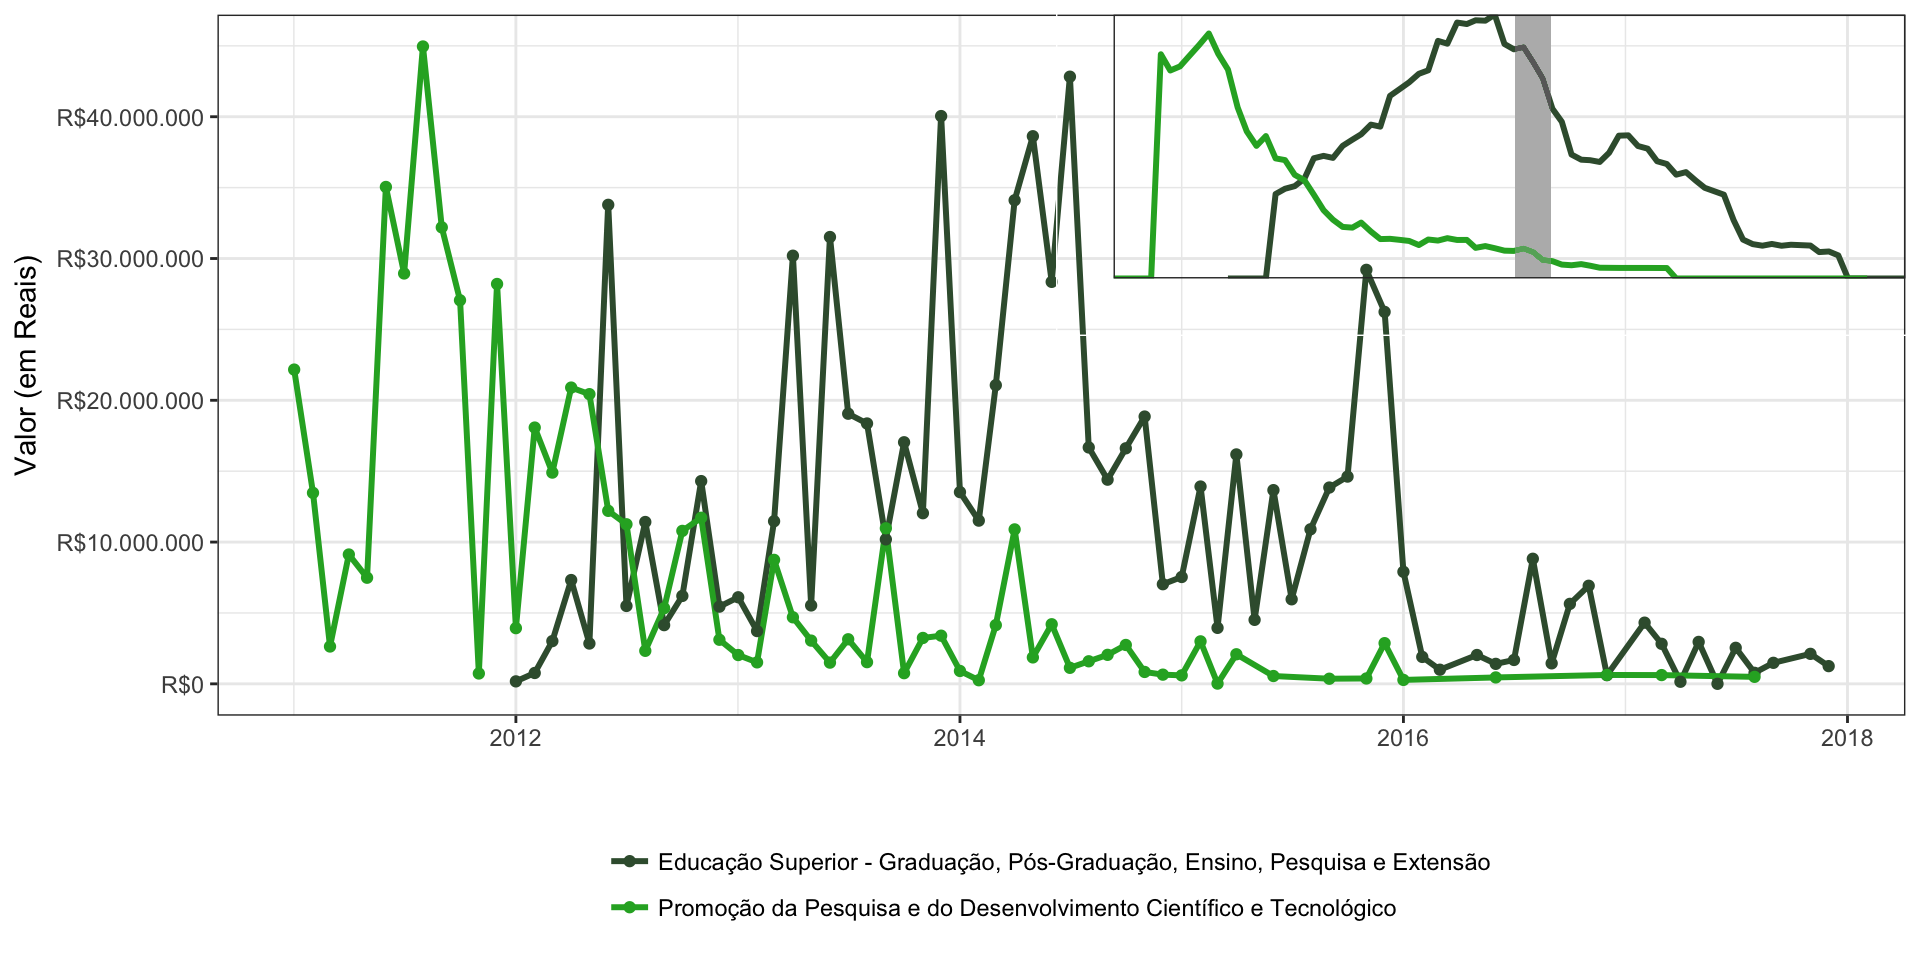 Valor (em Reais)
R$40.000.000
R$30.000.000
R$20.000.000
R$10.000.000
R$0
2012
2014
2016
2018
Educação Superior - Graduação, Pós-Graduação, Ensino, Pesquisa e Extensão
Promoção da Pesquisa e do Desenvolvimento Científico e Tecnológico